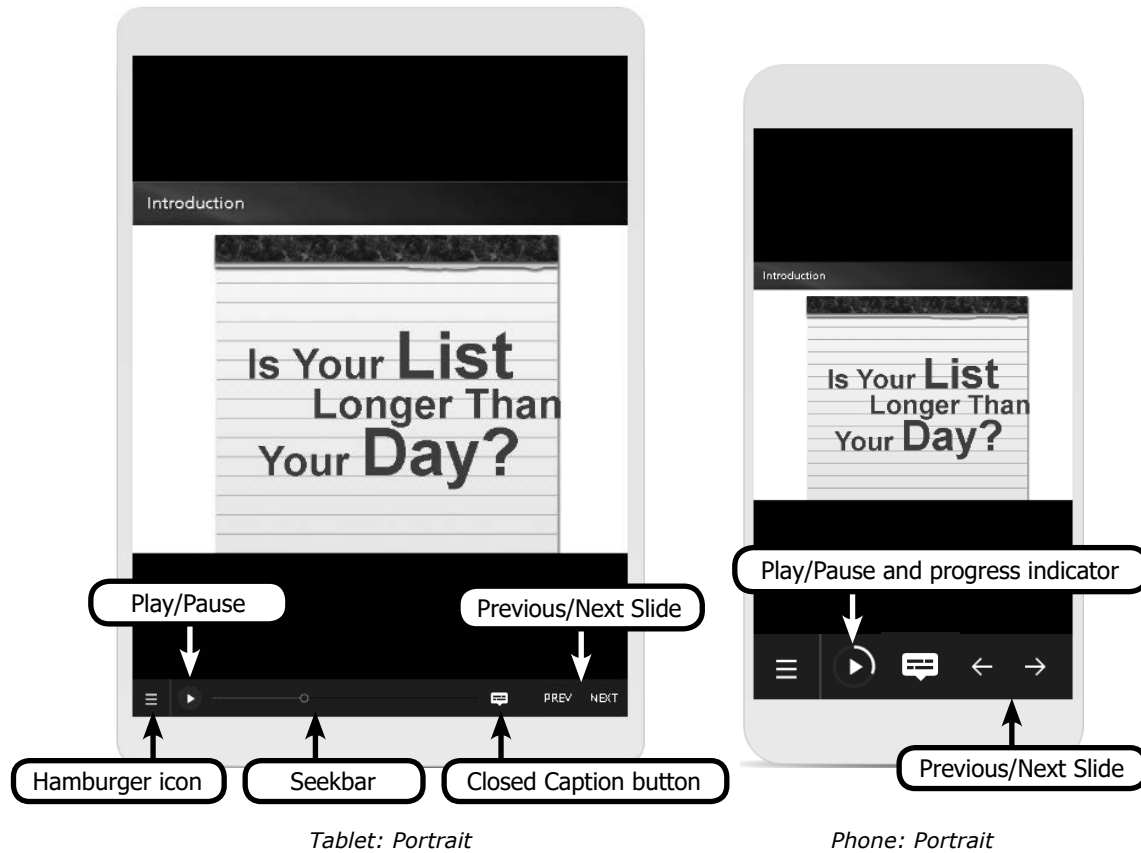 Introduction
Is Your List
Longer Than
Your Day?
Play/Pause
Previous/Next Slide
PREV NEXT
Hamburger icon
Seekbar
Closed Caption button
Tablet: Portrait
Introduction
Is Your List
Longer Than
Your Day?
Play/Pause and progress indicator
Previous/Next Slide
Phone: Portrait